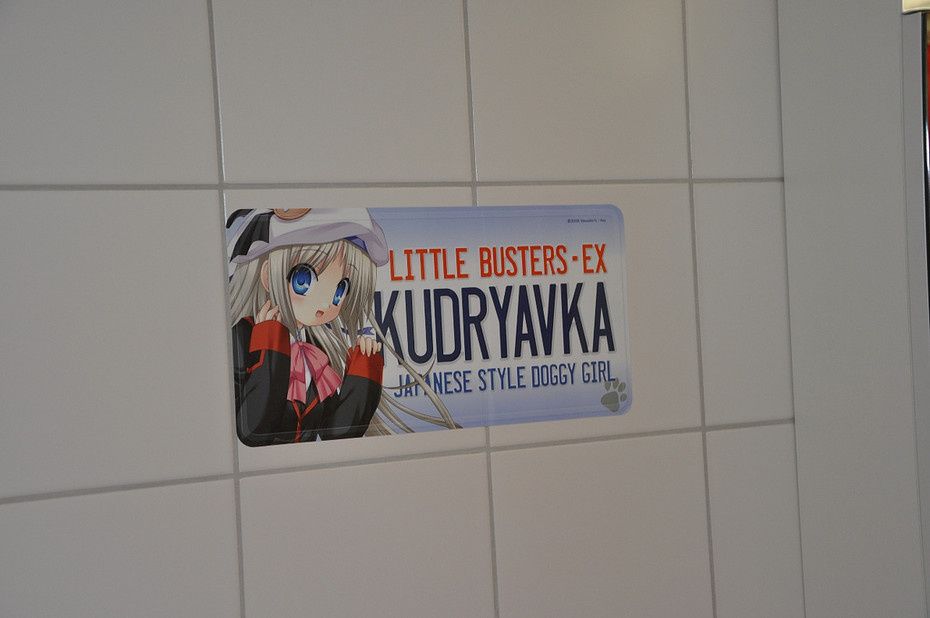 LITTLE BUSTERS・EX
KUDRYAVKA
JAPANESE STYLE DOGGY GIRL